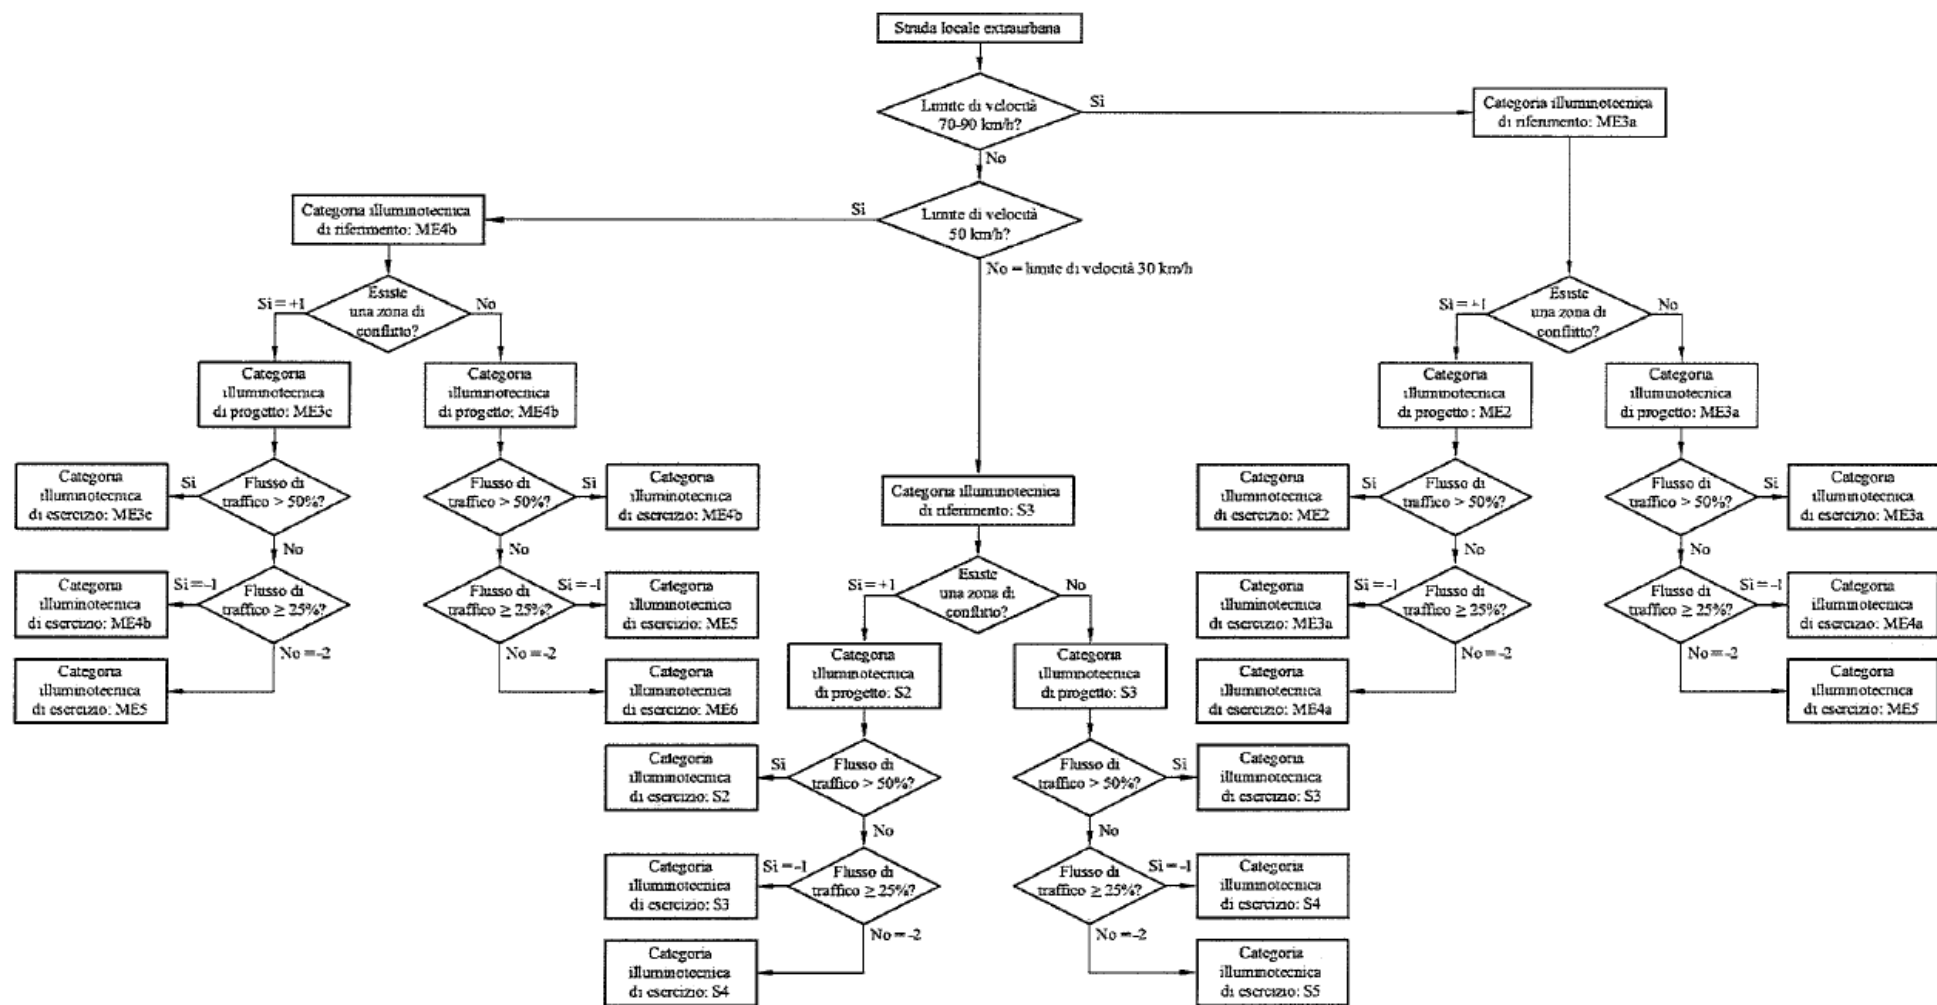 Strada locale extraurbana
Limite di velocità
70-90 km/h?
Sì
Categoria illuminotecnica
di riferimento: ME3a
No
Limite di velocità
50 km/h?
Sì
Categoria illuminotecnica
di riferimento: ME4b
No = limite di velocità 30 km/h
Esiste
una zona di
conflitto?
Sì = +1
No
Categoria
illuminotecnica
di progetto: ME3c
Categoria
illuminotecnica
di progetto: ME4b
Flusso di
traffico > 50%?
Sì
Categoria
illuminotecnica
di esercizio: ME3c
No
Flusso di
traffico ≥ 25%?
Sì = -1
Categoria
illuminotecnica
di esercizio: ME4b
No = -2
Categoria
illuminotecnica
di esercizio: ME5
Flusso di
traffico > 50%?
Sì
Categoria
illuminotecnica
di esercizio: ME4b
No
Flusso di
traffico ≥ 25%?
Sì = -1
Categoria
illuminotecnica
di esercizio: ME5
No = -2
Categoria
illuminotecnica
di esercizio: ME6
Categoria illuminotecnica
di riferimento: S3
Esiste
una zona di
conflitto?
Sì = +1
No
Categoria
illuminotecnica
di progetto: S2
Categoria
illuminotecnica
di progetto: S3
Flusso di
traffico > 50%?
Sì
Categoria
illuminotecnica
di esercizio: S2
No
Flusso di
traffico ≥ 25%?
Sì = -1
Categoria
illuminotecnica
di esercizio: S3
No = -2
Categoria
illuminotecnica
di esercizio: S4
Flusso di
traffico > 50%?
Sì
Categoria
illuminotecnica
di esercizio: S3
No
Flusso di
traffico ≥ 25%?
Sì = -1
Categoria
illuminotecnica
di esercizio: S4
No = -2
Categoria
illuminotecnica
di esercizio: S5
Esiste
una zona di
conflitto?
Sì = +1
No
Categoria
illuminotecnica
di progetto : ME2
Categoria
illuminotecnica
di progetto: ME3a
Flusso di
traffico > 50%?
Sì
Categoria
illuminotecnica
di esercizio: ME2
No
Flusso di
traffico ≥ 25%?
Sì = -1
Categoria
illuminotecnica
di esercizio: ME3a
No = -2
Categoria
illuminotecnica
di esercizio: ME4a
Flusso di
traffico > 50%?
Sì
Categoria
illuminotecnica
di esercizio: ME3a
No
Flusso di
traffico ≥ 25%?
Sì = -1
Categoria
illuminotecnica
di esercizio: ME4a
No = -2
Categoria
illuminotecnica
di esercizio: ME5